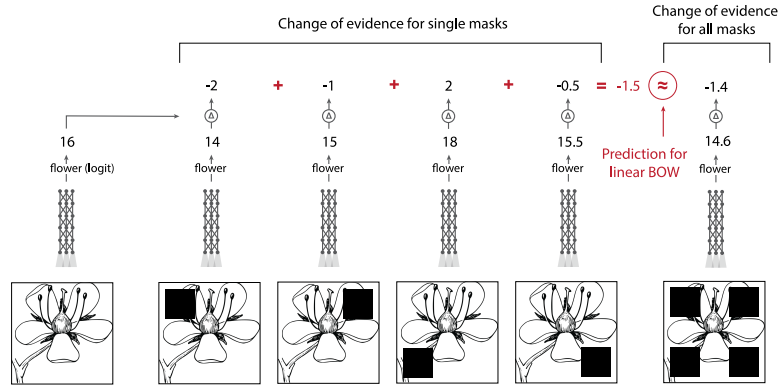 Change of evidence for single masks
Change of evidence
for all masks
-2 + -1 + 2 + -0.5 = -1.5 ≈ -1.4
Δ Δ Δ Δ Δ
16 14 15 18 15.5 14.6
flower (logit) flower flower flower flower flower
Prediction for
linear BOW